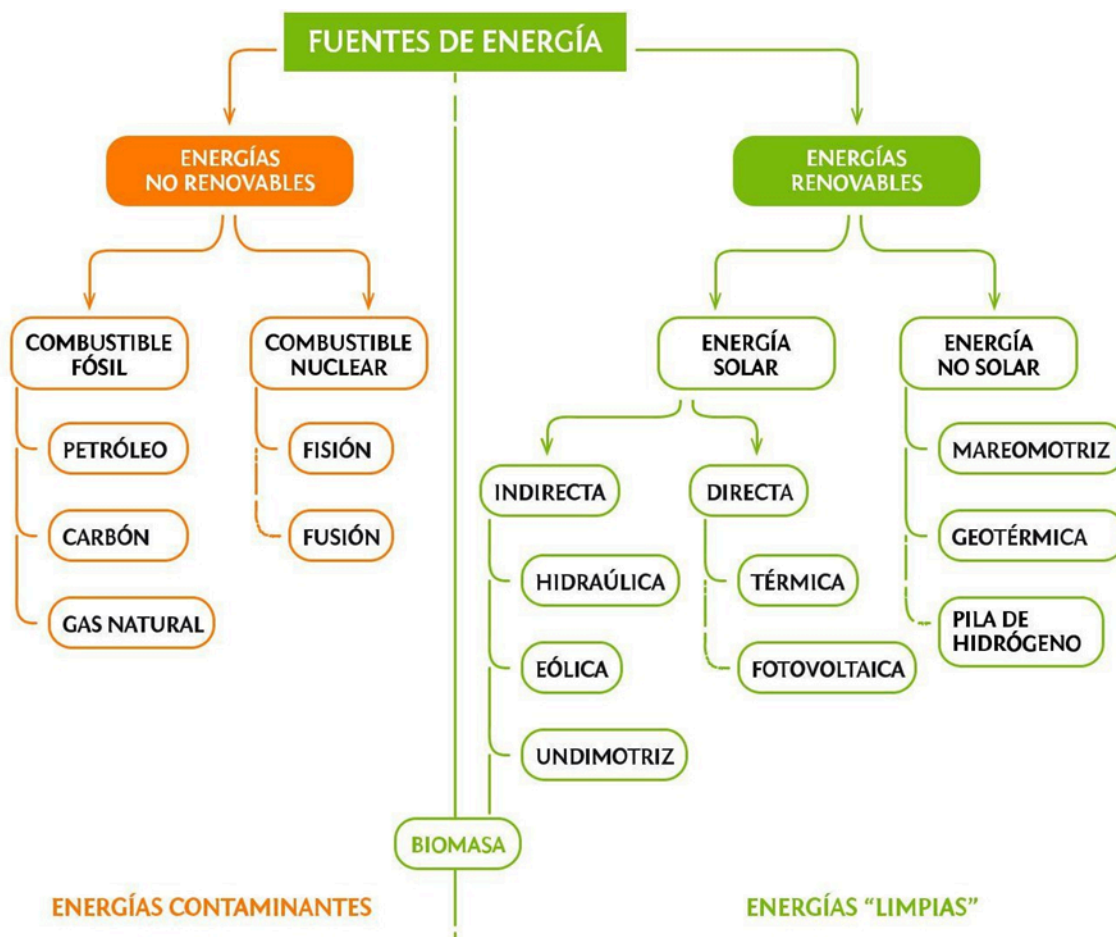 FUENTES DE ENERGÍA
ENERGÍAS
NO RENOVABLES
ENERGÍAS
RENOVABLES
COMBUSTIBLE
FÓSIL
COMBUSTIBLE
NUCLEAR
ENERGÍA
SOLAR
ENERGÍA
NO SOLAR
PETRÓLEO
CARBÓN
GAS NATURAL
FISIÓN
FUSIÓN
INDIRECTA
HIDRAÚLICA
EÓLICA
UNDIMOTRIZ
BIOMASA
DIRECTA
TÉRMICA
FOTOVOLTAICA
MAREOMOTRIZ
GEOTÉRMICA
PILA DE
HIDRÓGENO
ENERGÍAS CONTAMINANTES
ENERGÍAS “LIMPIAS”